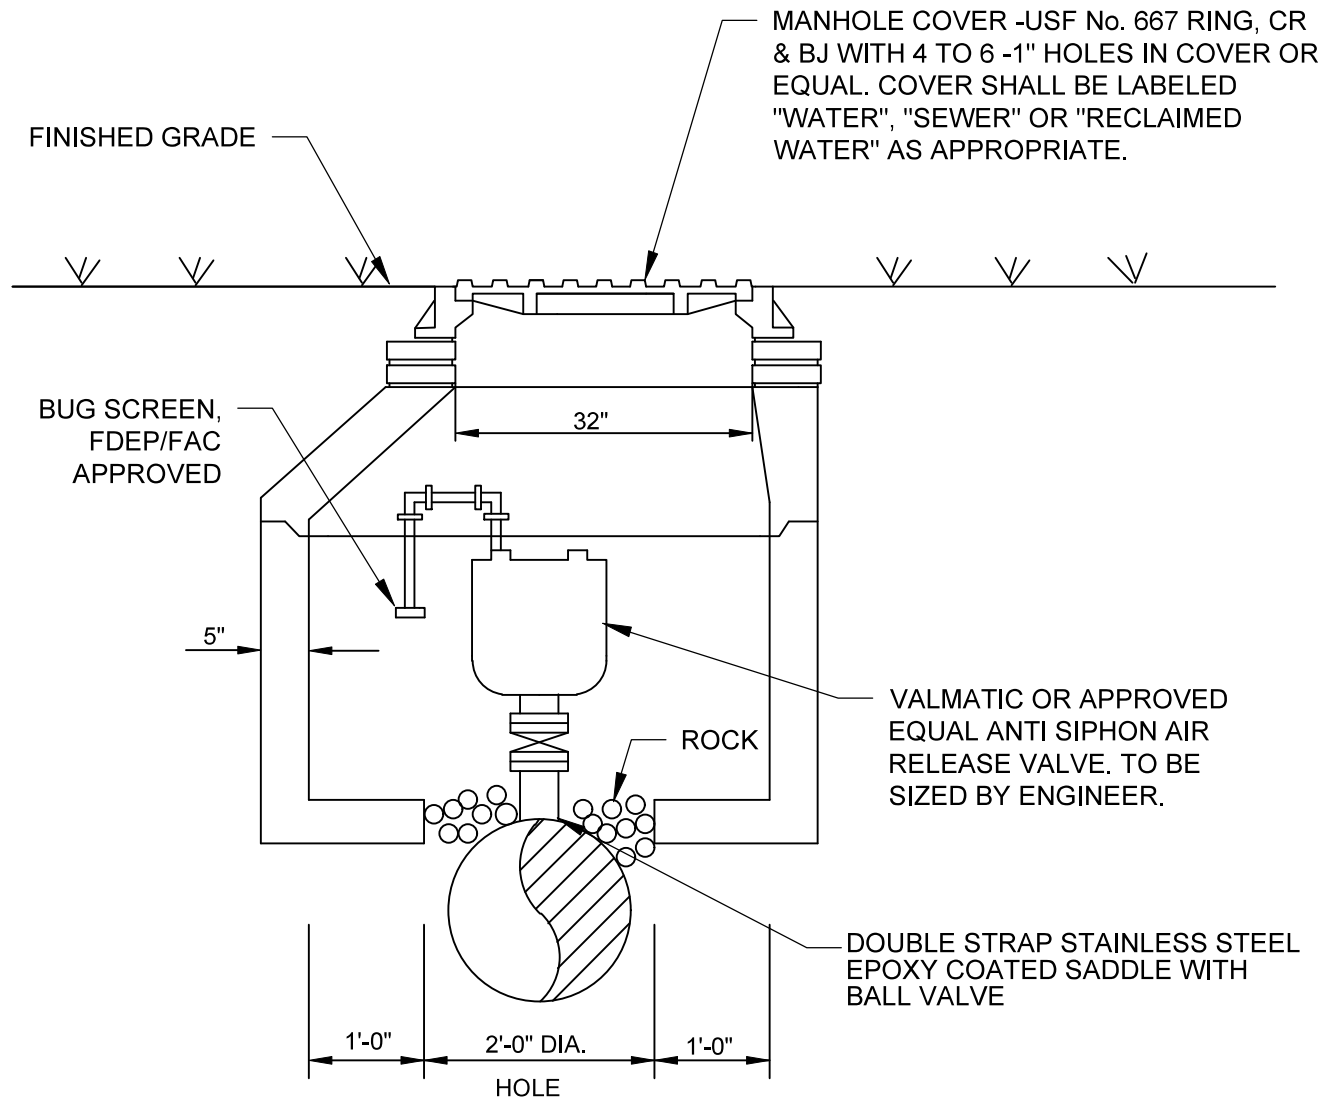 MANHOLE COVER -USF No. 667 RING, CR
& BJ WITH 4 TO 6 -1" HOLES IN COVER OR
EQUAL. COVER SHALL BE LABELED
"WATER", "SEWER" OR "RECLAIMED
WATER" AS APPROPRIATE.
FINISHED GRADE
BUG SCREEN,
FDEP/FAC
APPROVED
32"
5"
VALMATIC OR APPROVED
EQUAL ANTI SIPHON AIR
RELEASE VALVE. TO BE
SIZED BY ENGINEER.
ROCK
DOUBLE STRAP STAINLESS STEEL
EPOXY COATED SADDLE WITH
BALL VALVE
1'-0"
2'-0" DIA.
1'-0"
HOLE